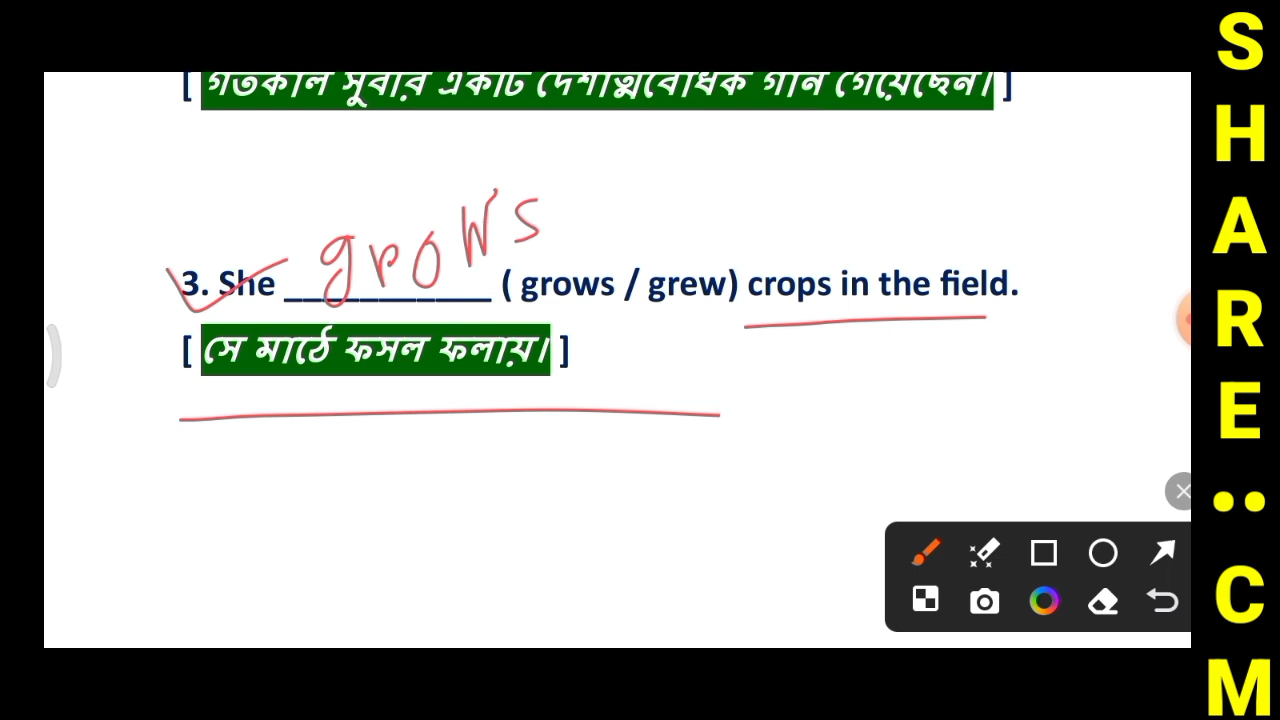 [ গতকাল সুবীর একটি দেশাত্মবোধক গান গেয়েছেন। ]
grows
3. She ___________ ( grows / grew) crops in the field.
[ সে মাঠে ফসল ফলায়। ]
SHARE••CM